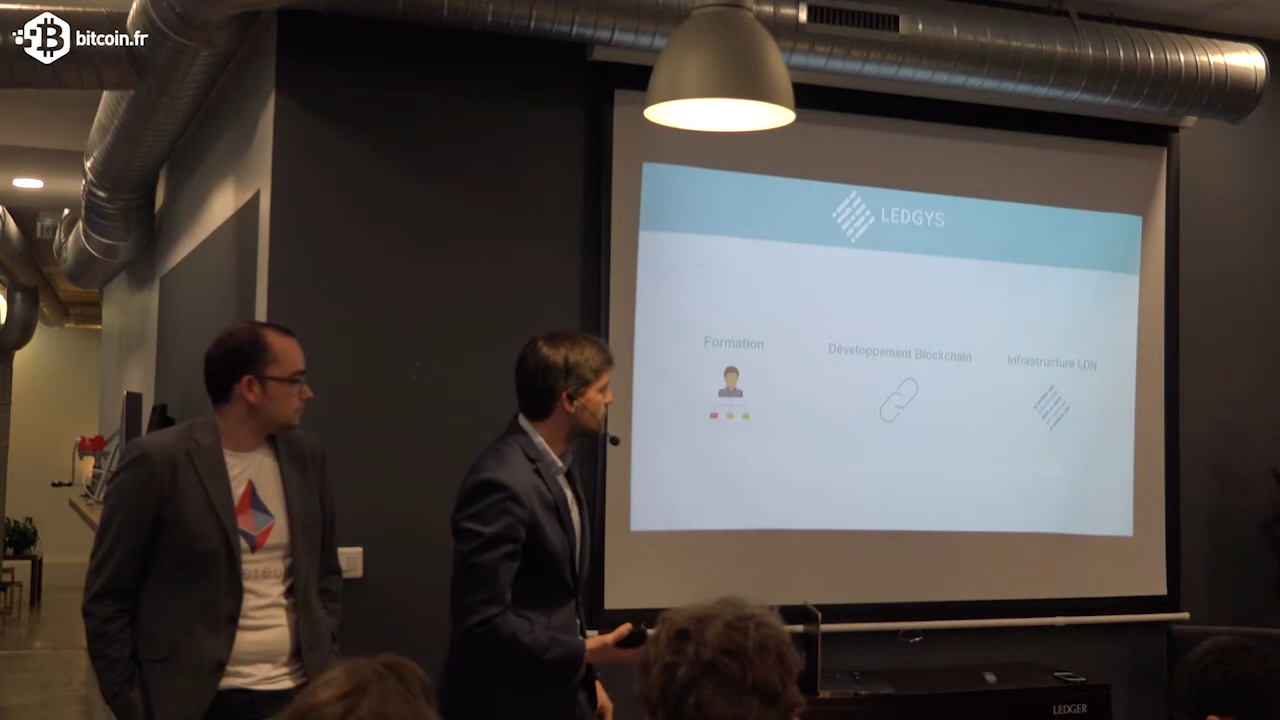 bitcoin.fr
LEDGYS
Formation
Développement Blockchain
Infrastructure LDN
LEDGER